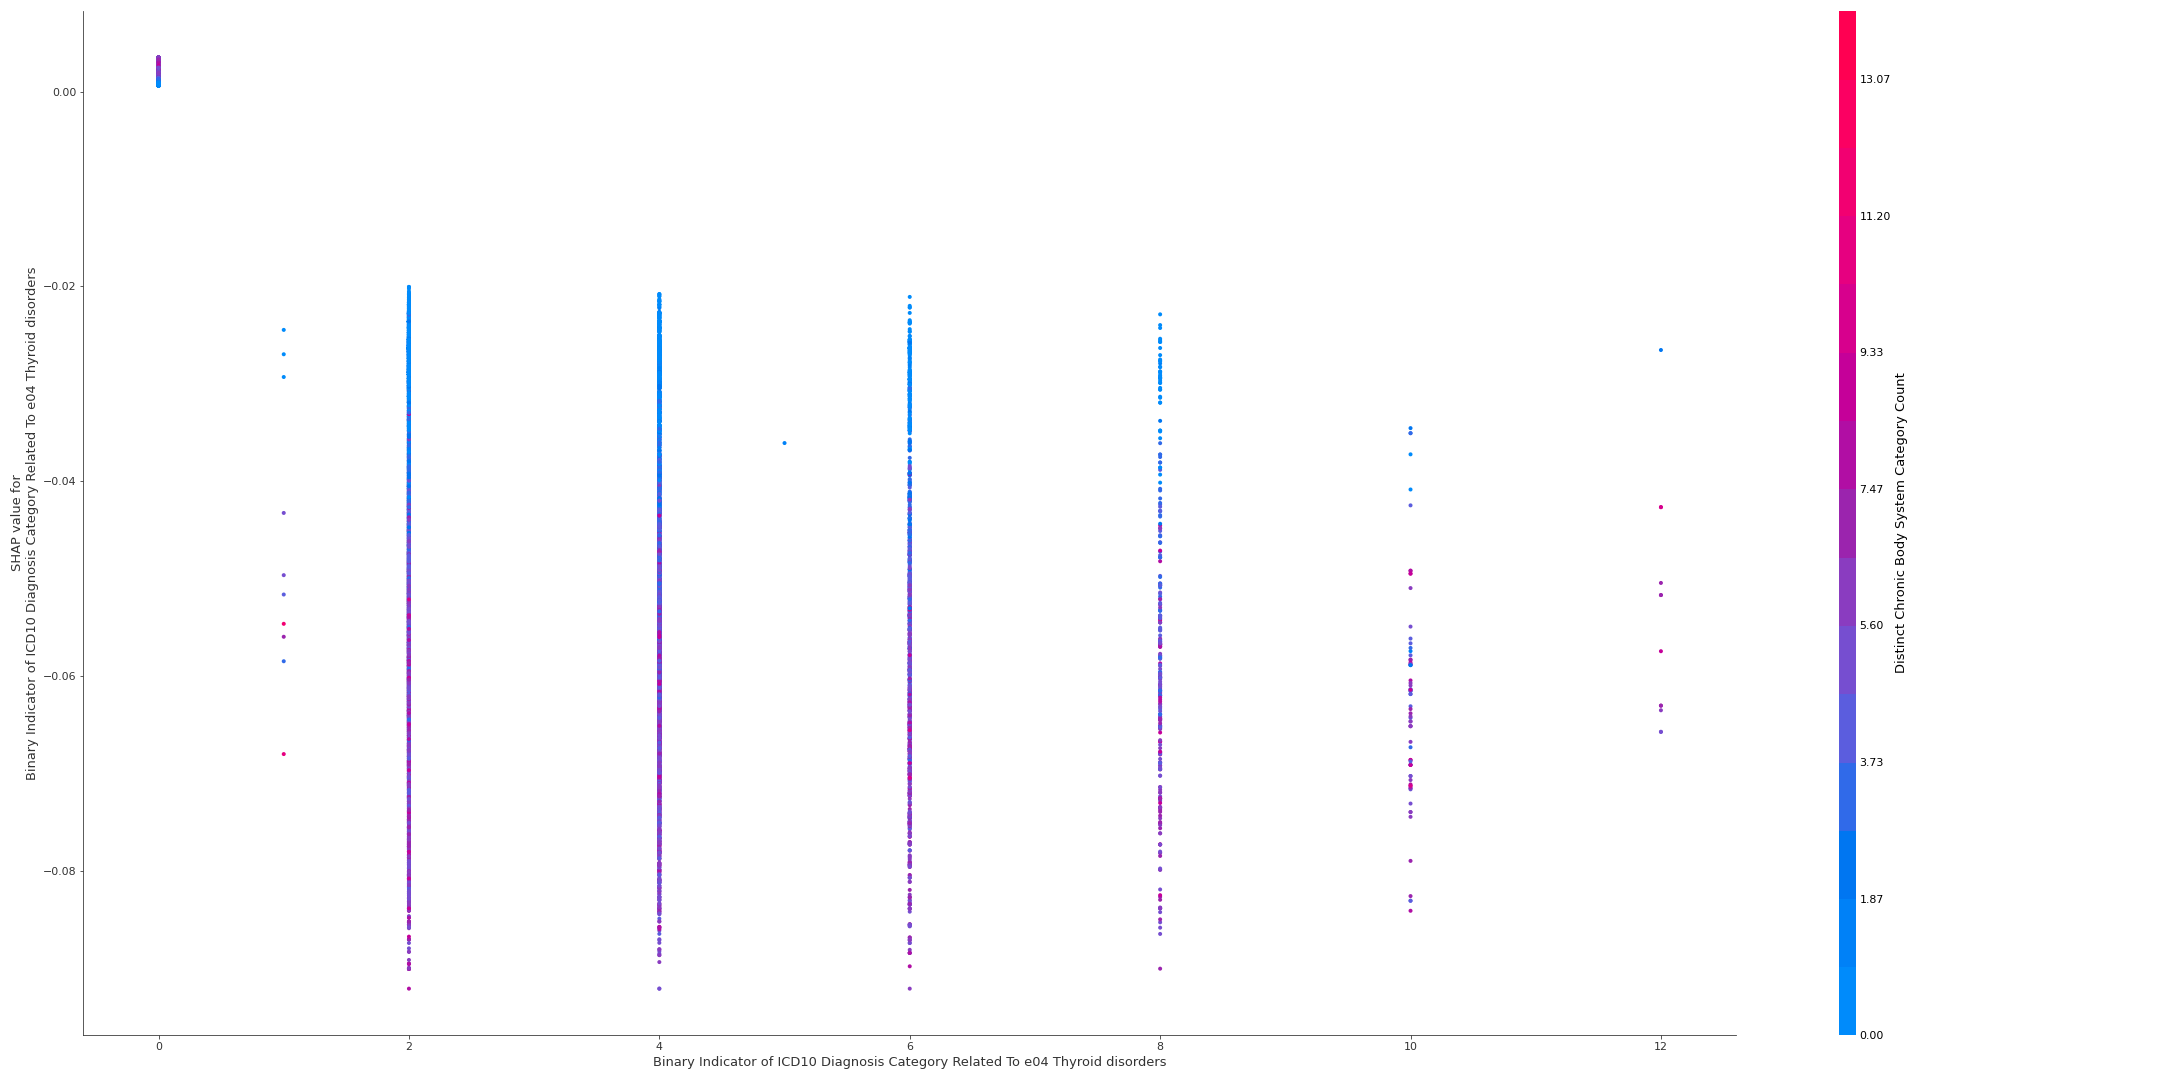 0.00
−0.02
−0.04
−0.06
−0.08
SHAP value for
Binary Indicator of ICD10 Diagnosis Category Related To e04 Thyroid disorders
0 2 4 6 8 10 12
Binary Indicator of ICD10 Diagnosis Category Related To e04 Thyroid disorders
13.07
11.20
9.33
7.47
5.60
3.73
1.87
0.00
Distinct Chronic Body System Category Count